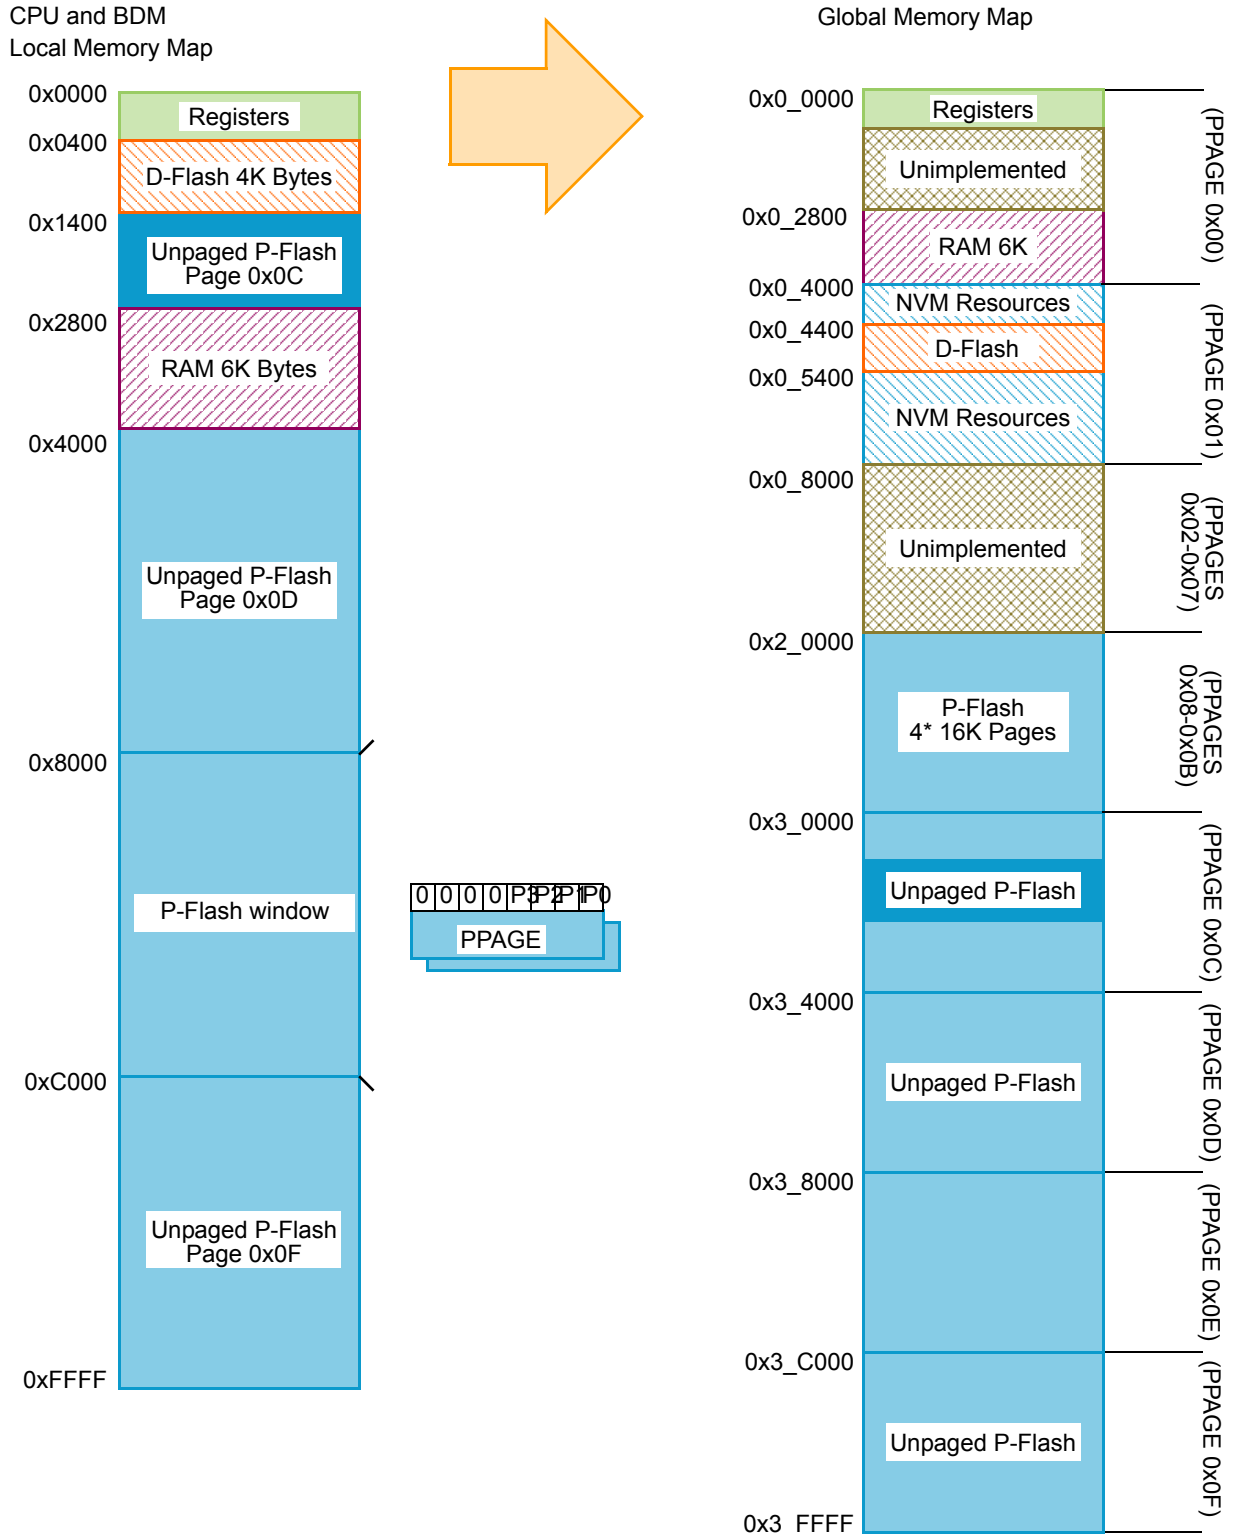 CPU and BDM
Local Memory Map
0x0000
Registers
0x0400
D-Flash 4K Bytes
0x1400
Unpaged P-Flash
Page 0x0C
0x2800
RAM 6K Bytes
0x4000
Unpaged P-Flash
Page 0x0D
0x8000
P-Flash window
0xC000
Unpaged P-Flash
Page 0x0F
0xFFFF
0 0 0 0 P3 P2 P1 P0
PPAGE
Global Memory Map
0x0_0000
Registers
Unimplemented
(PPAGE 0x00)
0x0_2800
RAM 6K
0x0_4000
NVM Resources
0x0_4400
D-Flash
(PPAGE 0x01)
0x0_5400
NVM Resources
0x0_8000
Unimplemented
(PPAGES
0x02-0x07)
0x2_0000
P-Flash
4* 16K Pages
(PPAGES
0x08-0x0B)
0x3_0000
Unpaged P-Flash
(PPAGE 0x0C)
0x3_4000
Unpaged P-Flash
(PPAGE 0x0D)
0x3_8000
(PPAGE 0x0E)
0x3_C000
Unpaged P-Flash
(PPAGE 0x0F)
0x3_FFFF